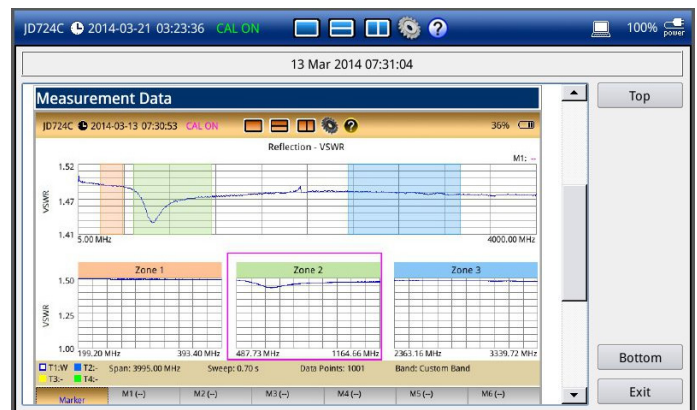 JD724C 2014-03-21 03:23:36 CAL ON 100% power
13 Mar 2014 07:31:04
Measurement Data
Top
JD724C 2014-03-13 07:30:53 CAL ON 36%
Reflection - VSWR
M1: --
1.52
VSWR
1.47
1.41
5.00 MHz 4000.00 MHz
Zone 1 Zone 2 Zone 3
1.50
VSWR
1.25
1.00
199.20 MHz 393.40 MHz 487.73 MHz 1164.66 MHz 2363.16 MHz 3339.72 MHz
T1:W T2:- Span: 3995.00 MHz Sweep: 0.70 s Data Points: 1001 Band: Custom Band
T3:- T4:-
Bottom
Marker M1 (--) M2 (--) M3 (--) M4 (--) M5 (--) M6 (--)
Exit